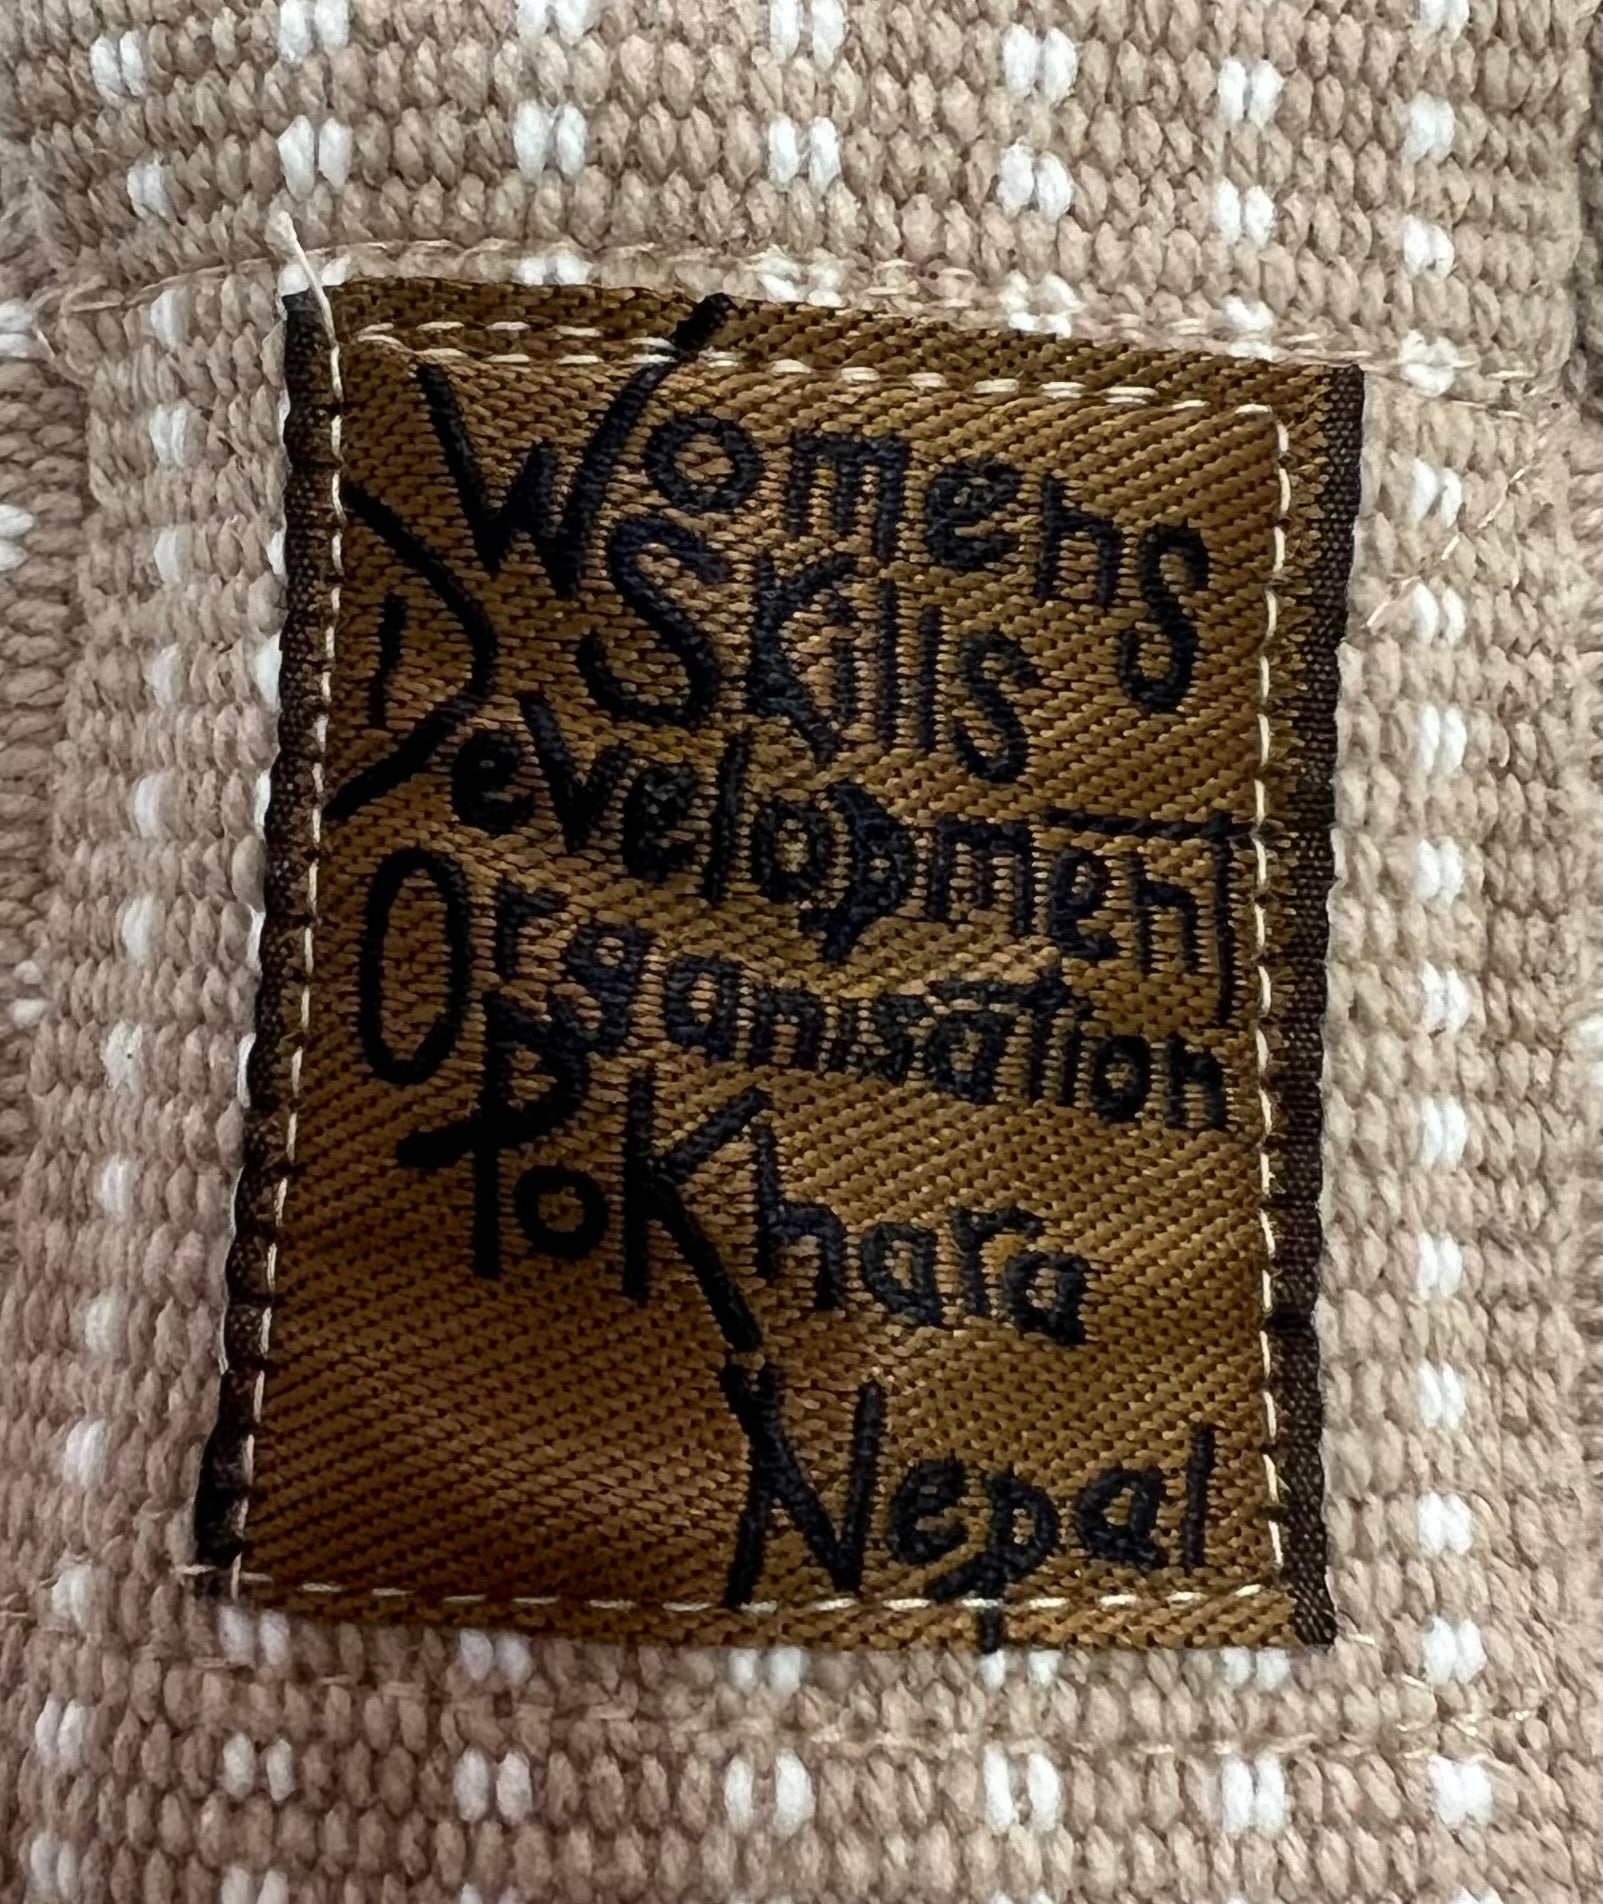 Womens
Skills
Development
Organisation
PoKhara
Nepal